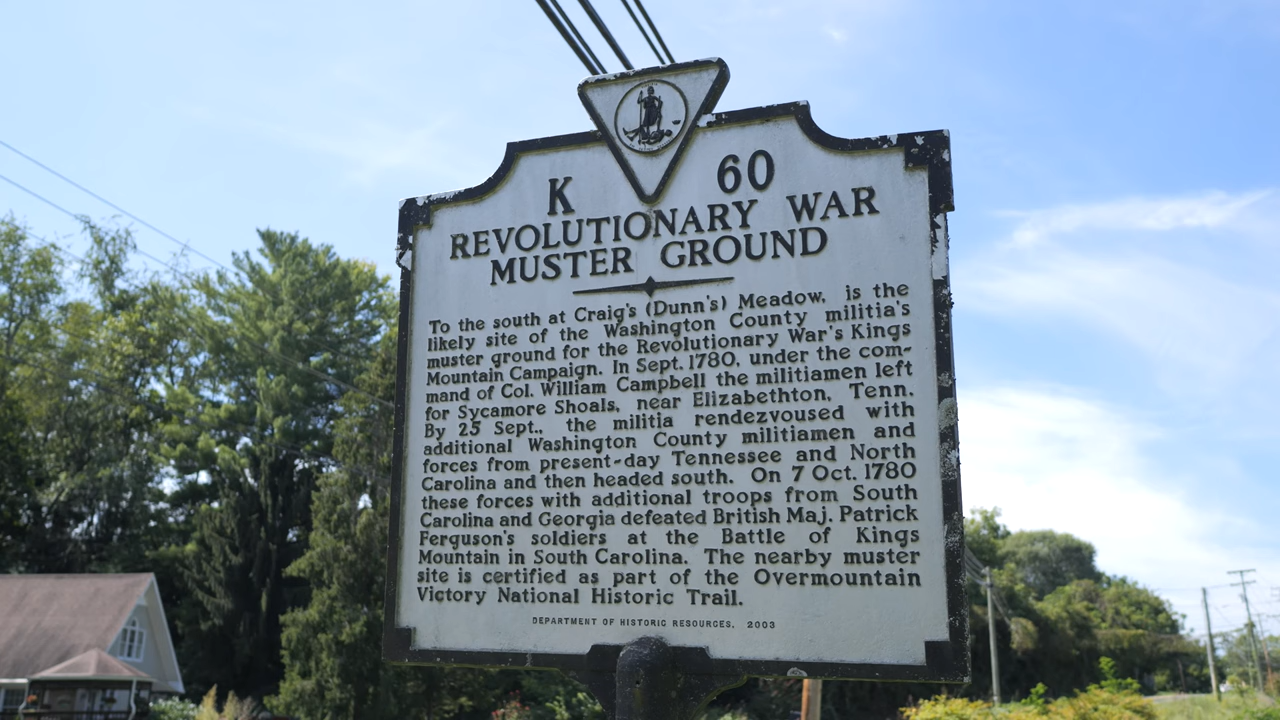 K 60
REVOLUTIONARY WAR
MUSTER GROUND
To the south at Craig's (Dunn's) Meadow, is the
likely site of the Washington County militia's
muster ground for the Revolutionary War's Kings
Mountain Campaign. In Sept. 1780, under the com-
mand of Col. William Campbell the militiamen left
for Sycamore Shoals, near Elizabethton, Tenn.
By 25 Sept., the militia rendezvoused with
additional Washington County militiamen and
forces from present-day Tennessee and North
Carolina and then headed south. On 7 Oct. 1780
these forces with additional troops from South
Carolina and Georgia defeated British Maj. Patrick
Ferguson's soldiers at the Battle of Kings
Mountain in South Carolina. The nearby muster
site is certified as part of the Overmountain
Victory National Historic Trail.
DEPARTMENT OF HISTORIC RESOURCES, 2003